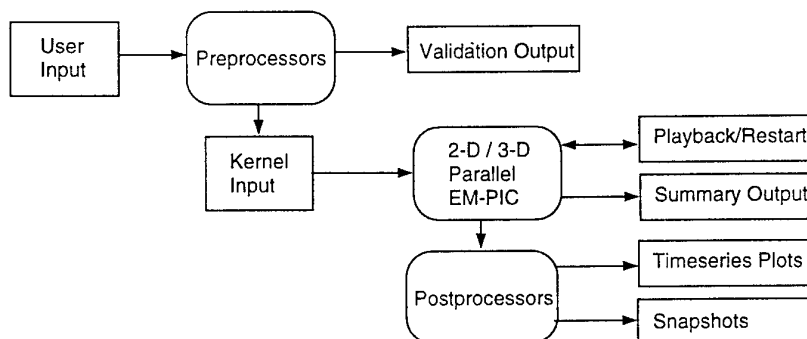 User
Input
Preprocessors
Validation Output
Kernel
Input
2-D / 3-D
Parallel
EM-PIC
Playback/Restart
Summary Output
Postprocessors
Timeseries Plots
Snapshots